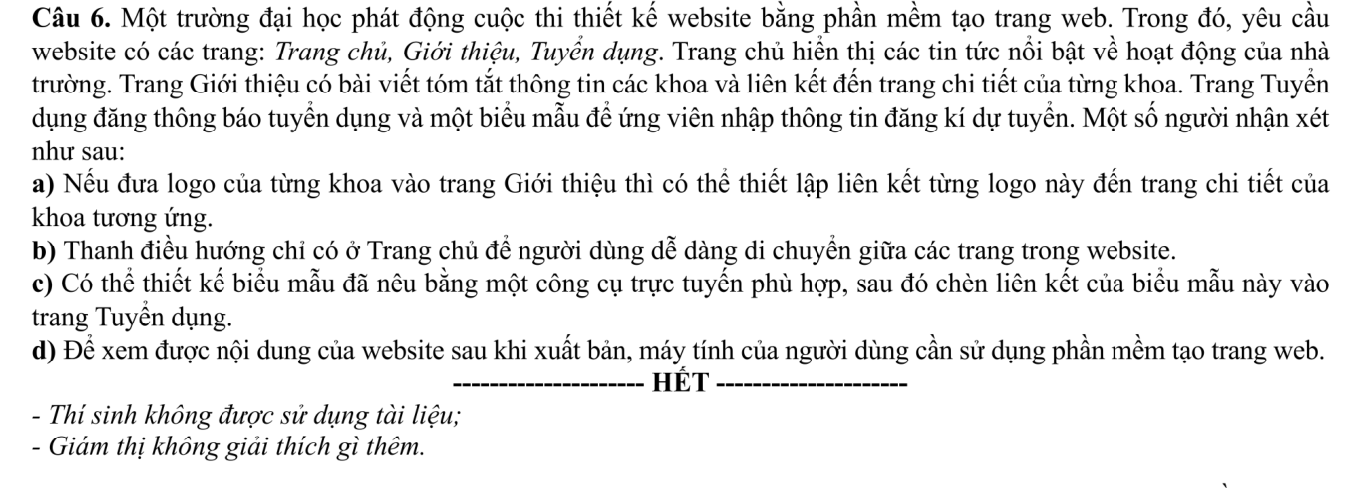 Câu 6. Một trường đại học phát động cuộc thi thiết kế website bằng phần mềm tạo trang web. Trong đó, yêu cầu
website có các trang: Trang chủ, Giới thiệu, Tuyển dụng. Trang chủ hiển thị các tin tức nổi bật về hoạt động của nhà
trường. Trang Giới thiệu có bài viết tóm tắt thông tin các khoa và liên kết đến trang chi tiết của từng khoa. Trang Tuyển
dụng đăng thông báo tuyển dụng và một biểu mẫu để ứng viên nhập thông tin đăng kí dự tuyển. Một số người nhận xét
như sau:
a) Nếu đưa logo của từng khoa vào trang Giới thiệu thì có thể thiết lập liên kết từng logo này đến trang chi tiết của
khoa tương ứng.
b) Thanh điều hướng chỉ có ở Trang chủ để người dùng dễ dàng di chuyển giữa các trang trong website.
c) Có thể thiết kế biểu mẫu đã nêu bằng một công cụ trực tuyến phù hợp, sau đó chèn liên kết của biểu mẫu này vào
trang Tuyển dụng.
d) Để xem được nội dung của website sau khi xuất bản, máy tính của người dùng cần sử dụng phần mềm tạo trang web.
--------------------- HẾT ---------------------
- Thí sinh không được sử dụng tài liệu;
- Giám thị không giải thích gì thêm.